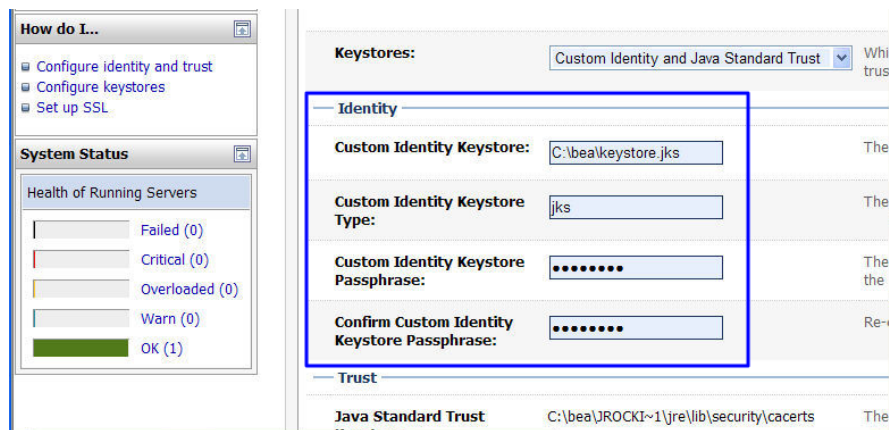 How do I...
Configure identity and trust
Configure keystores
Set up SSL
System Status
Health of Running Servers
Failed (0)
Critical (0)
Overloaded (0)
Warn (0)
OK (1)
Keystores:
Custom Identity and Java Standard Trust
Identity
Custom Identity Keystore:
C:\bea\keystore.jks
The
Custom Identity Keystore
Type:
jks
The
Custom Identity Keystore
Passphrase:
••••••••
The
the
Confirm Custom Identity
Keystore Passphrase:
••••••••
Trust
Java Standard Trust
C:\bea\JROCKI~1\jre\lib\security\cacerts
The